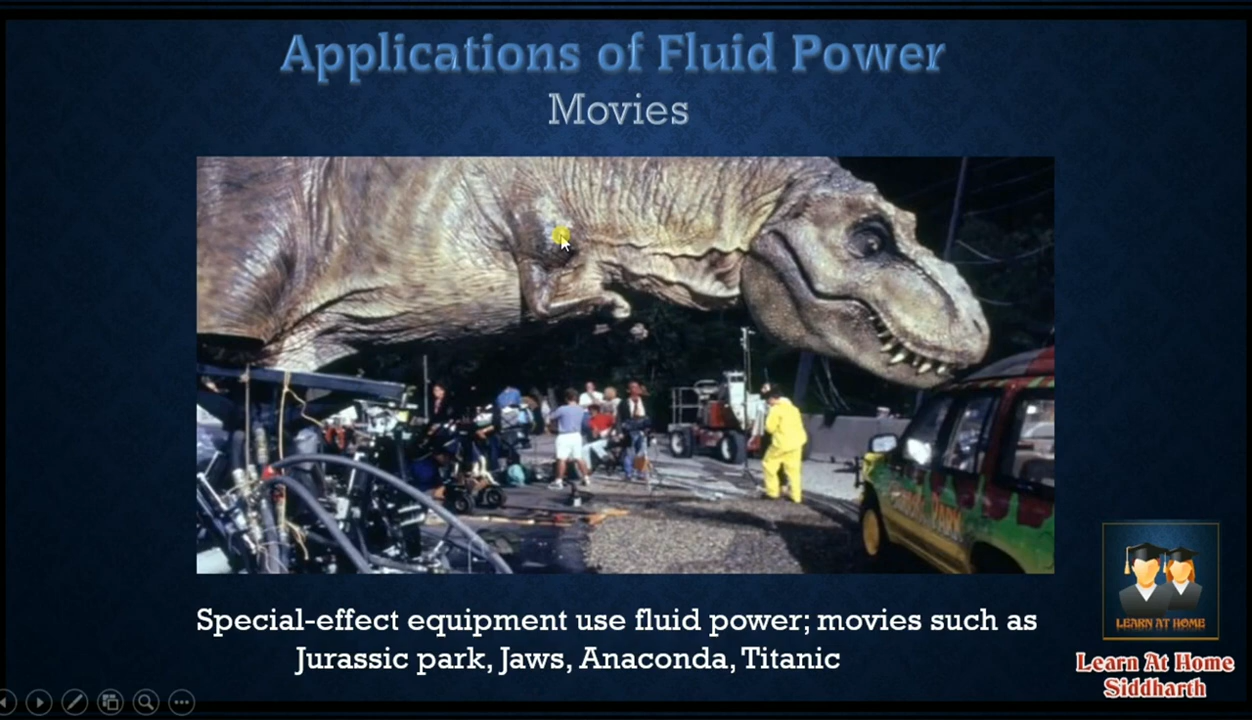 Applications of Fluid Power
Movies
Special-effect equipment use fluid power; movies such as
Jurassic park, Jaws, Anaconda, Titanic
LEARN AT HOME
Learn At Home
Siddharth